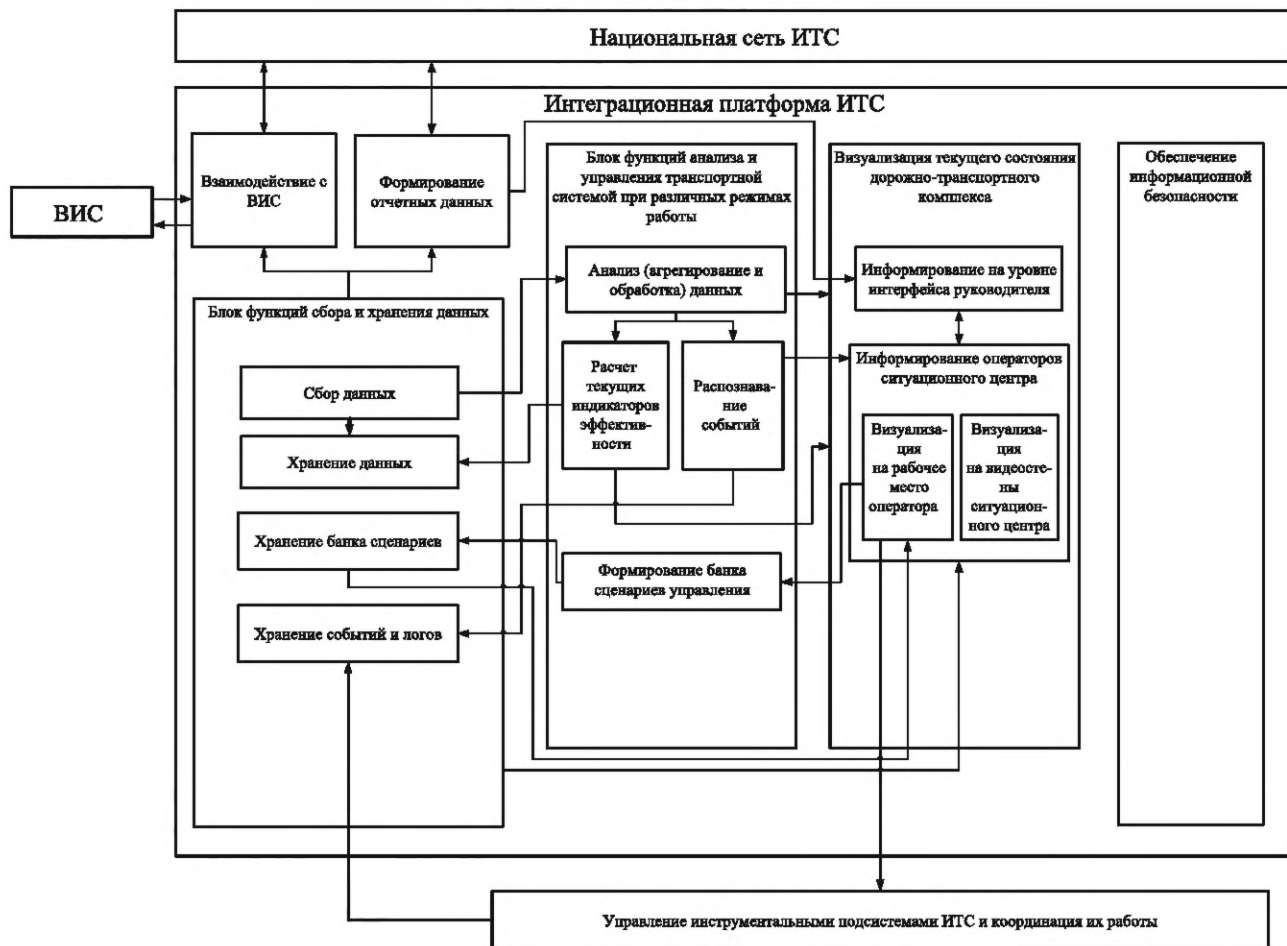 Национальная сеть ИТС
Интеграционная платформа ИТС
Взаимодействие с
ВИС
Формирование
отчетных данных
ВИС
Блок функций анализа и
управления транспортной
системой при различных режимах
работы
Визуализация текущего состояния
дорожно-транспортного
комплекса
Обеспечение
информационной
безопасности
Блок функций сбора и хранения данных
Анализ (агрегирование и
обработка) данных
Информирование на уровне
интерфейса руководителя
Сбор данных
Хранение данных
Хранение банка сценариев
Хранение событий и логов
Расчет
текущих
индикаторов
эффектив-
ности
Распознава-
ние
событий
Информирование операторов
ситуационного центра
Визуализа-
ция
на рабочее
место
оператора
Визуализа-
ция
на видеосте-
ны
ситуацион-
ного центра
Формирование банка
сценариев управления
Управление инструментальными подсистемами ИТС и координация их работы